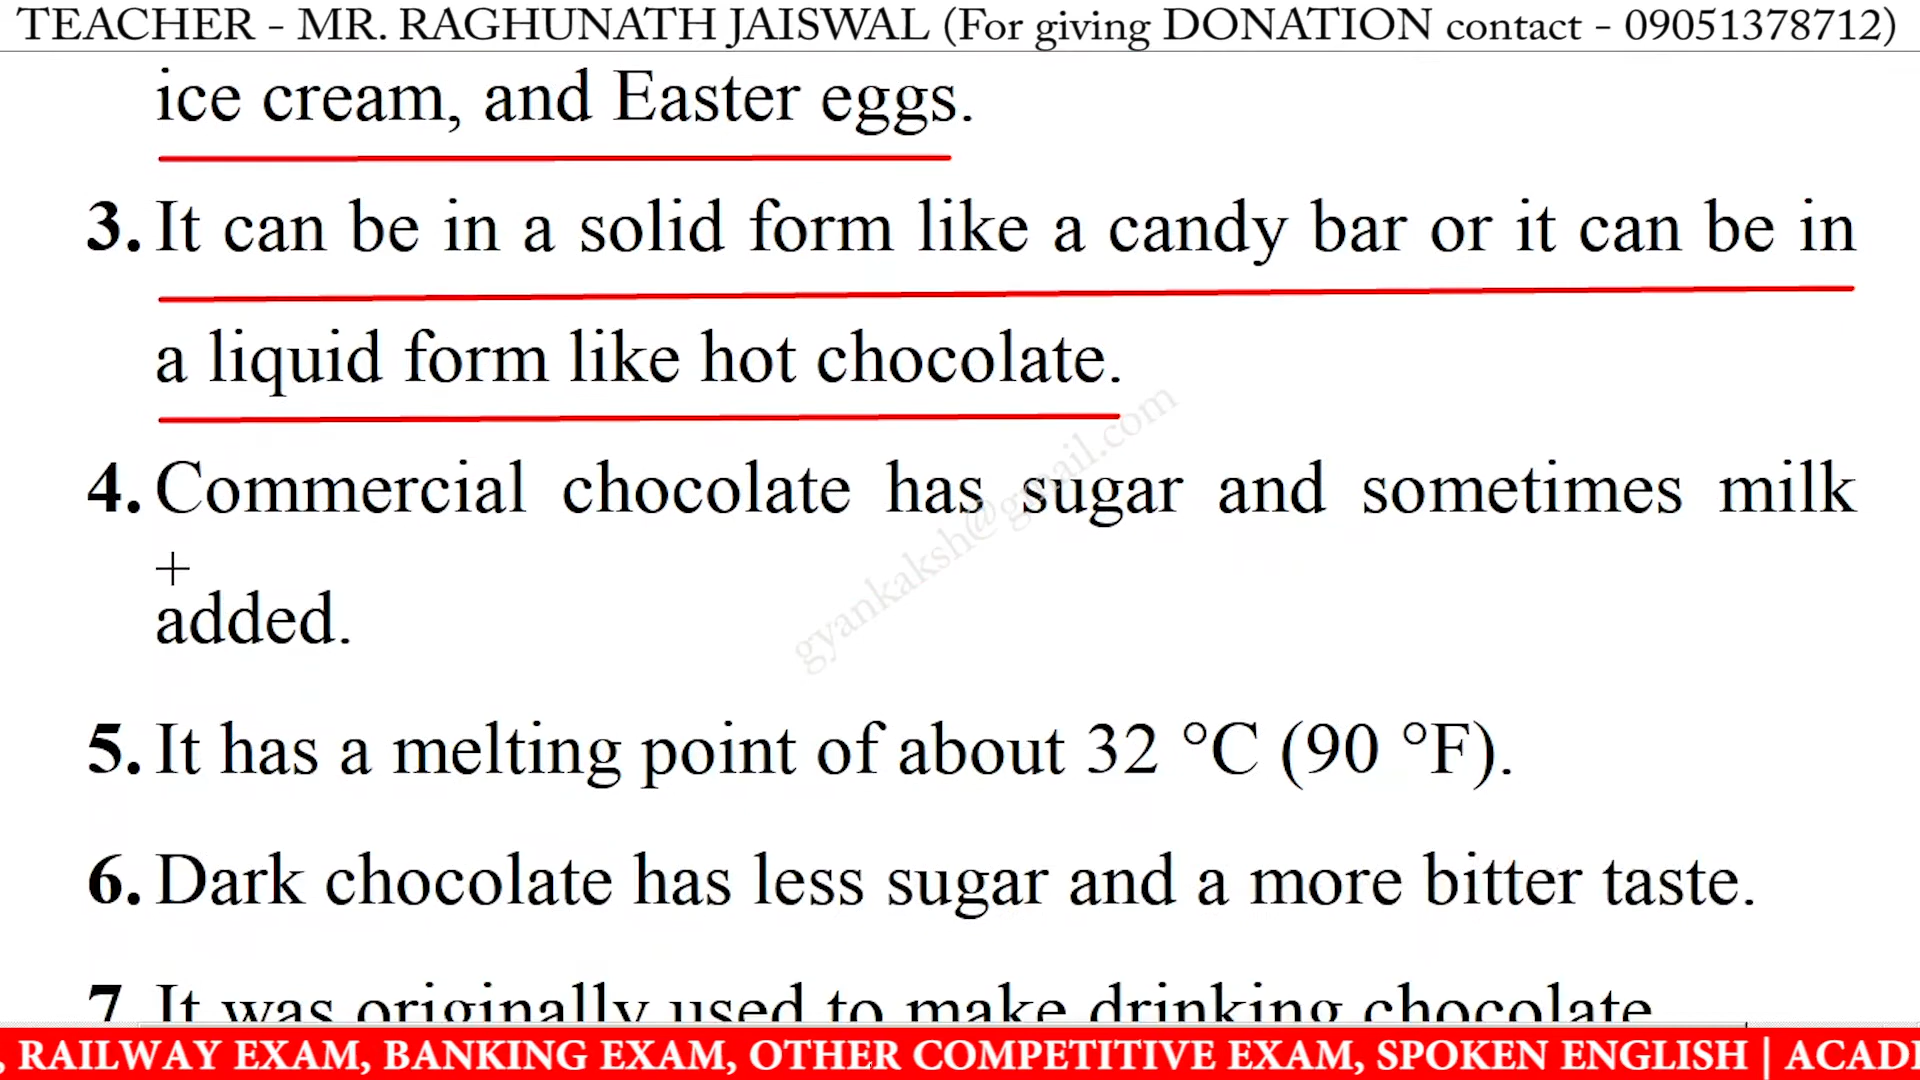 TEACHER - MR. RAGHUNATH JAISWAL (For giving DONATION contact - 09051378712)
ice cream, and Easter eggs.
3. It can be in a solid form like a candy bar or it can be in
a liquid form like hot chocolate.
4. Commercial chocolate has sugar and sometimes milk
added.
gyankaksh@gmail.com
5. It has a melting point of about 32 °C (90 °F).
6. Dark chocolate has less sugar and a more bitter taste.
7 It was originally used to make drinking chocolate
, RAILWAY EXAM, BANKING EXAM, OTHER COMPETITIVE EXAM, SPOKEN ENGLISH |